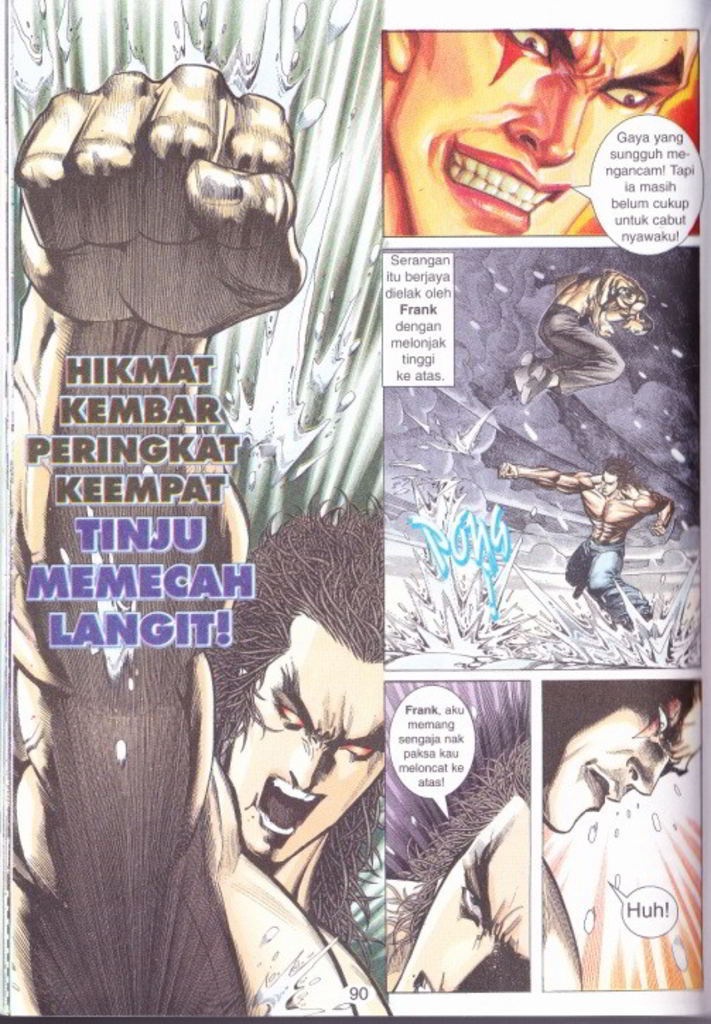 HIKMAT
KEMBAR
PERINGKAT
KEEMPAT
TINJU
MEMECAH
LANGIT!
Gaya yang
sungguh me-
ngancam! Tapi
ia masih
belum cukup
untuk cabut
nyawaku!
Serangan
itu berjaya
dielak oleh
Frank
dengan
melonjak
tinggi
ke atas.
Frank, aku
memang
sengaja nak
paksa kau
meloncat ke
atas!
Huh!
90